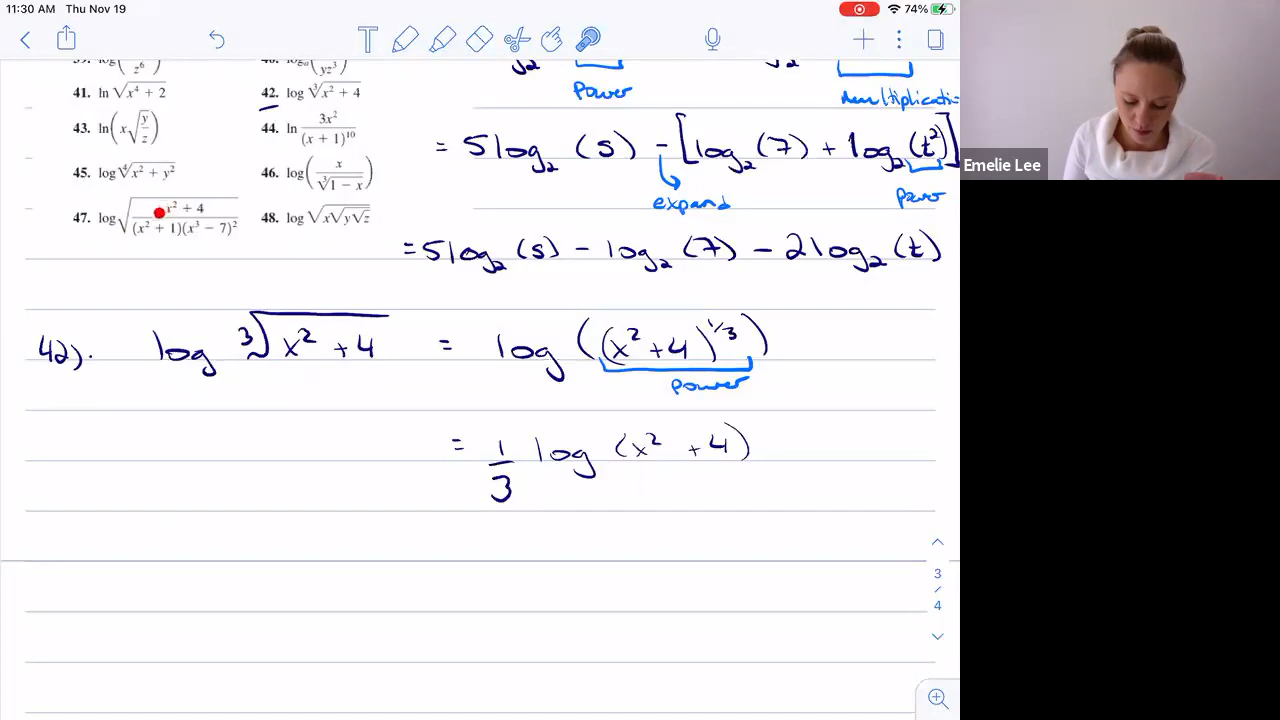 11:30 AM Thu Nov 19
74%
z⁶ yz³
41. ln √x⁴ + 2
42. log ∛x² + 4
43. ln(x√y/z)
44. ln 3x²/(x + 1)¹⁰
45. log ∜x² + y²
46. log(x/∛1 − x)
47. log √x² + 4/(x² + 1)(x³ − 7)²
48. log √x√y√z
Power
= 5log₂(s) − [log₂(7) + log₂(t²)]
expand
power
= 5log₂(s) − log₂(7) − 2log₂(t)
42). log ∛x² + 4 = log((x² + 4)^1/3)
power
= 1/3 log (x² + 4)
3
/
4
Emelie Lee